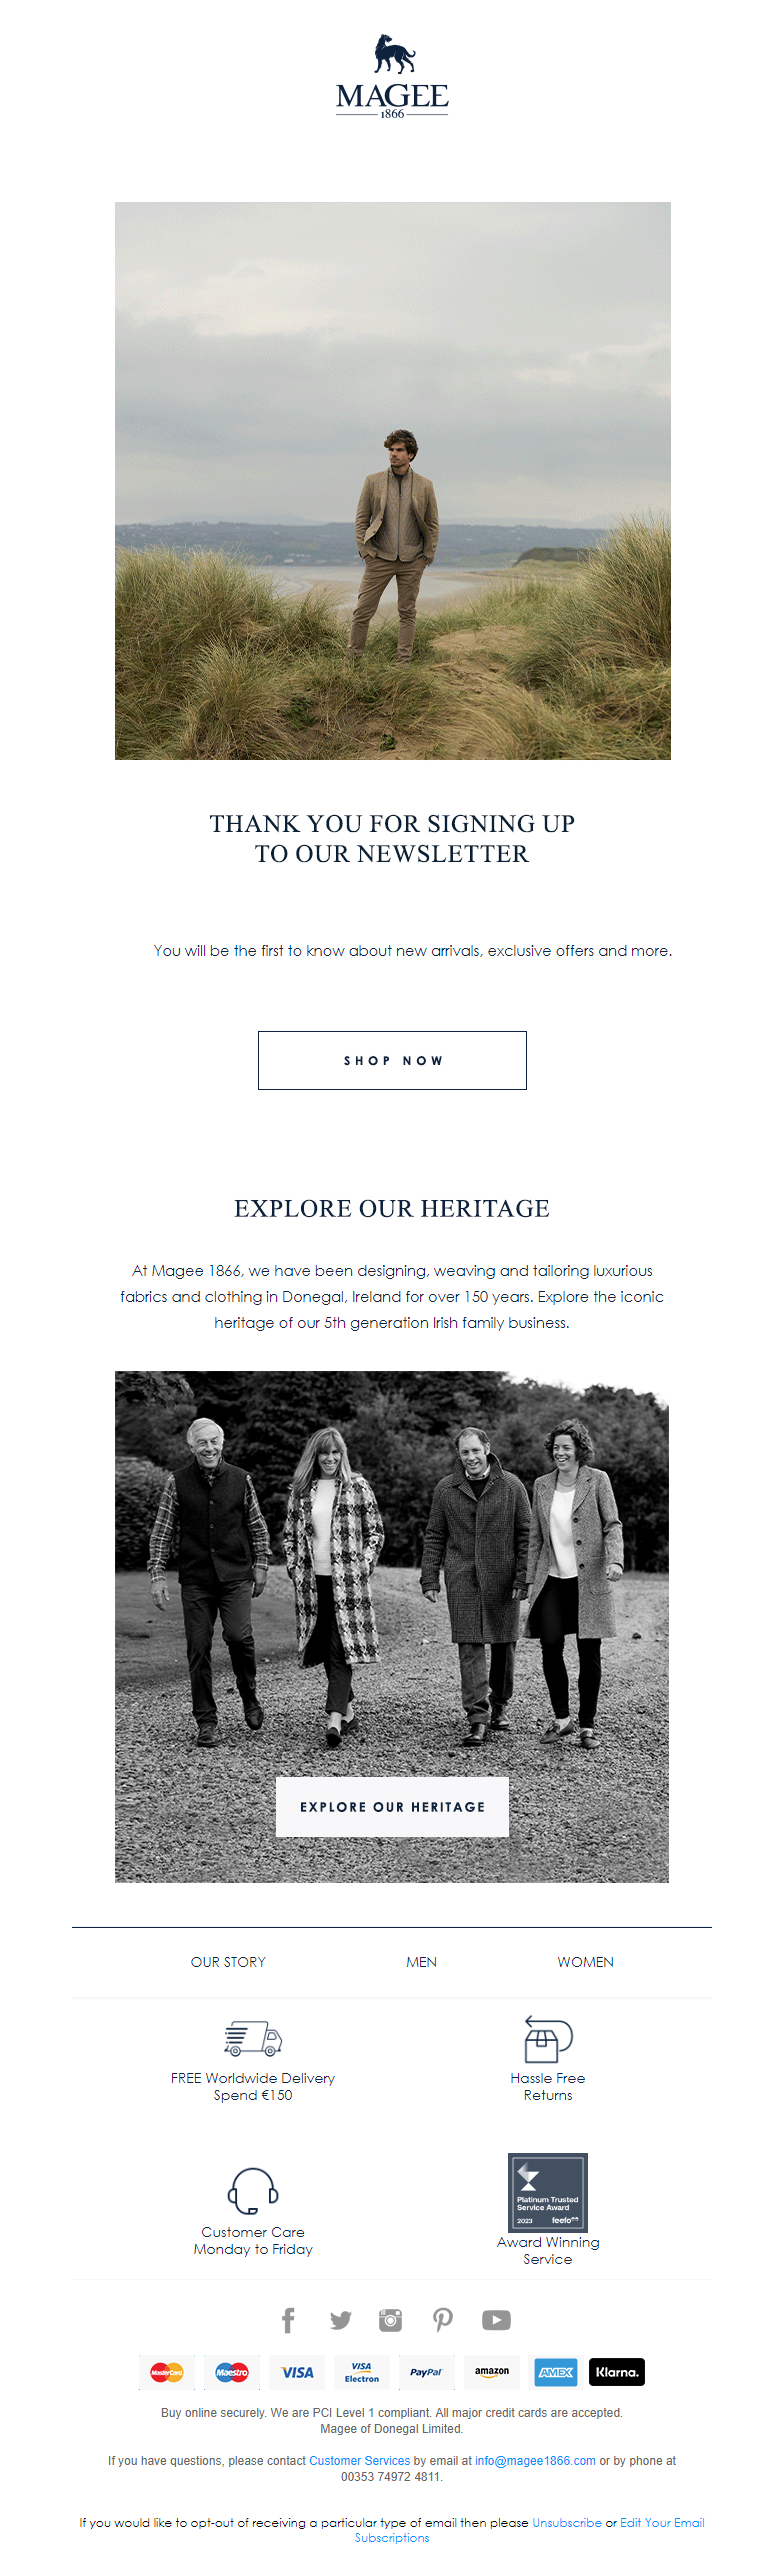 MAGEE
1866
THANK YOU FOR SIGNING UP
TO OUR NEWSLETTER
You will be the first to know about new arrivals, exclusive offers and more.
SHOP NOW
EXPLORE OUR HERITAGE
At Magee 1866, we have been designing, weaving and tailoring luxurious
fabrics and clothing in Donegal, Ireland for over 150 years. Explore the iconic
heritage of our 5th generation Irish family business.
EXPLORE OUR HERITAGE
OUR STORY MEN WOMEN
FREE Worldwide Delivery
Spend €150
Hassle Free
Returns
Customer Care
Monday to Friday
Platinum Trusted
Service Award
2023 feefo
Award Winning
Service
MasterCard Maestro VISA VISA Electron PayPal amazon AMEX Klarna.
Buy online securely. We are PCI Level 1 compliant. All major credit cards are accepted.
Magee of Donegal Limited.
If you have questions, please contact Customer Services by email at info@magee1866.com or by phone at
00353 74972 4811.
If you would like to opt-out of receiving a particular type of email then please Unsubscribe or Edit Your Email
Subscriptions